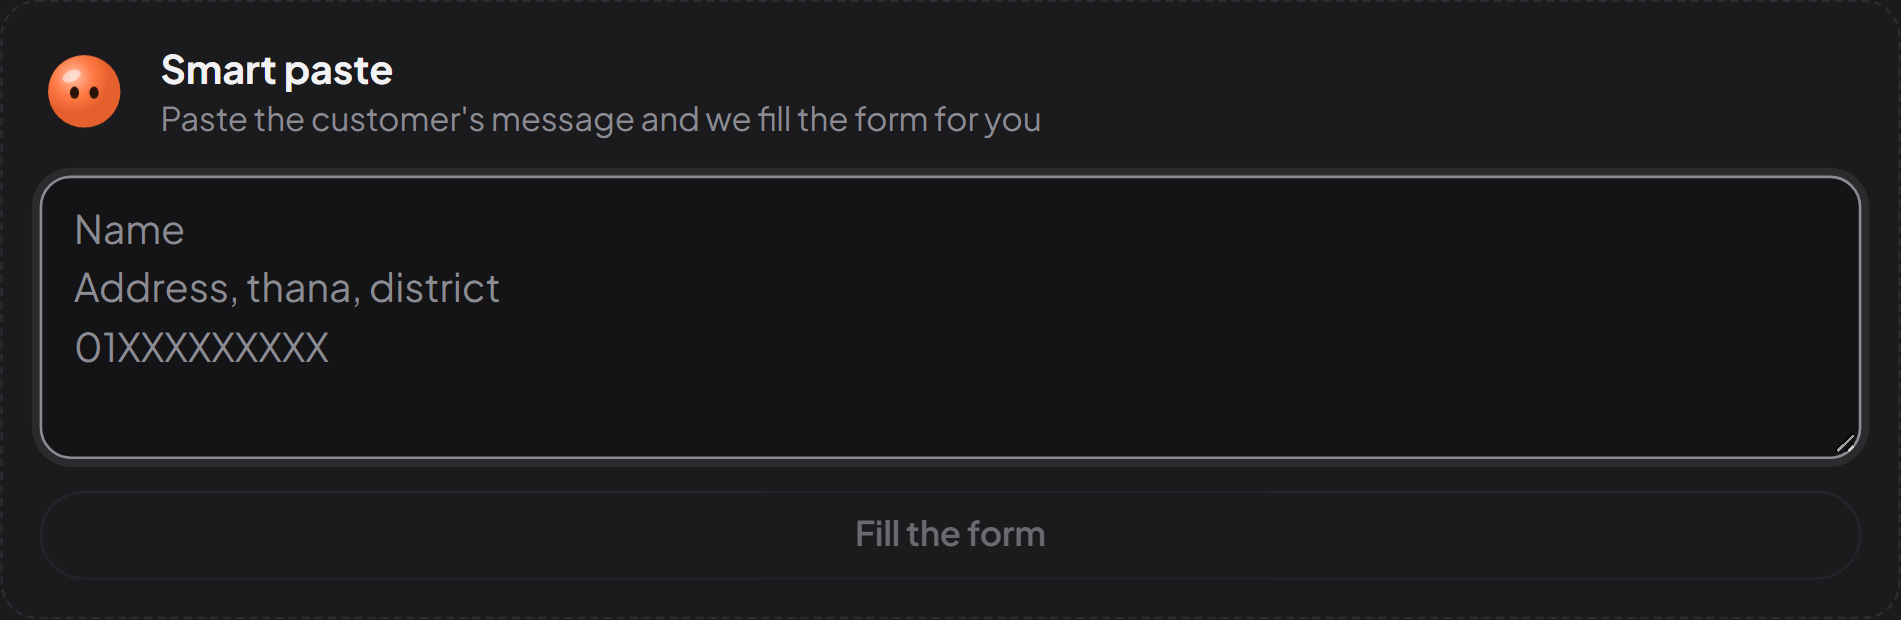 Smart paste
Paste the customer's message and we fill the form for you
Name
Address, thana, district
01XXXXXXXXX
Fill the form